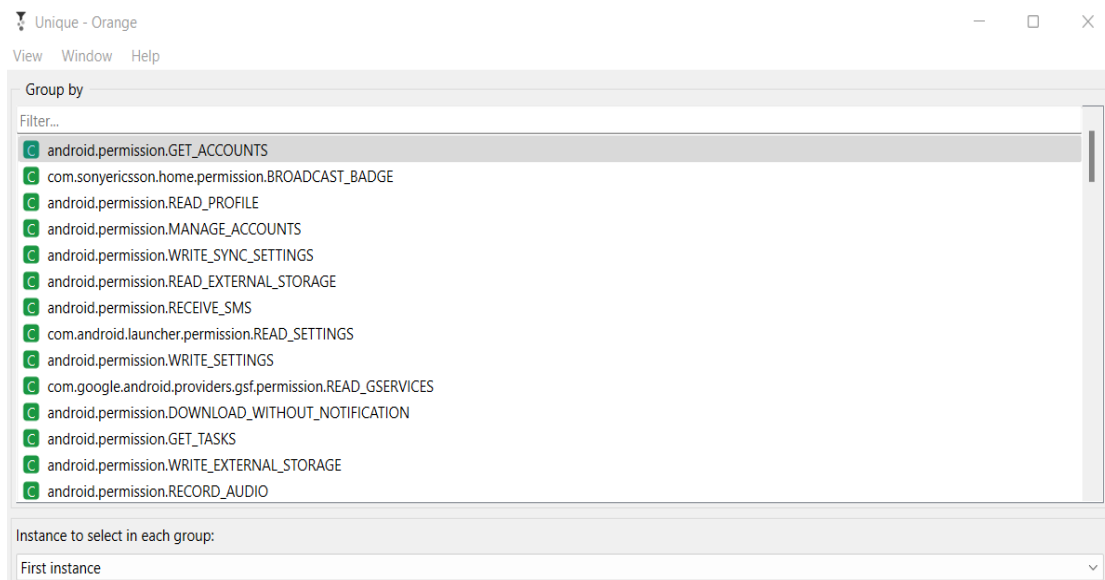 Unique - Orange
View Window Help
Group by
Filter...
C android.permission.GET_ACCOUNTS
C com.sonyericsson.home.permission.BROADCAST_BADGE
C android.permission.READ_PROFILE
C android.permission.MANAGE_ACCOUNTS
C android.permission.WRITE_SYNC_SETTINGS
C android.permission.READ_EXTERNAL_STORAGE
C android.permission.RECEIVE_SMS
C com.android.launcher.permission.READ_SETTINGS
C android.permission.WRITE_SETTINGS
C com.google.android.providers.gsf.permission.READ_GSERVICES
C android.permission.DOWNLOAD_WITHOUT_NOTIFICATION
C android.permission.GET_TASKS
C android.permission.WRITE_EXTERNAL_STORAGE
C android.permission.RECORD_AUDIO
Instance to select in each group:
First instance